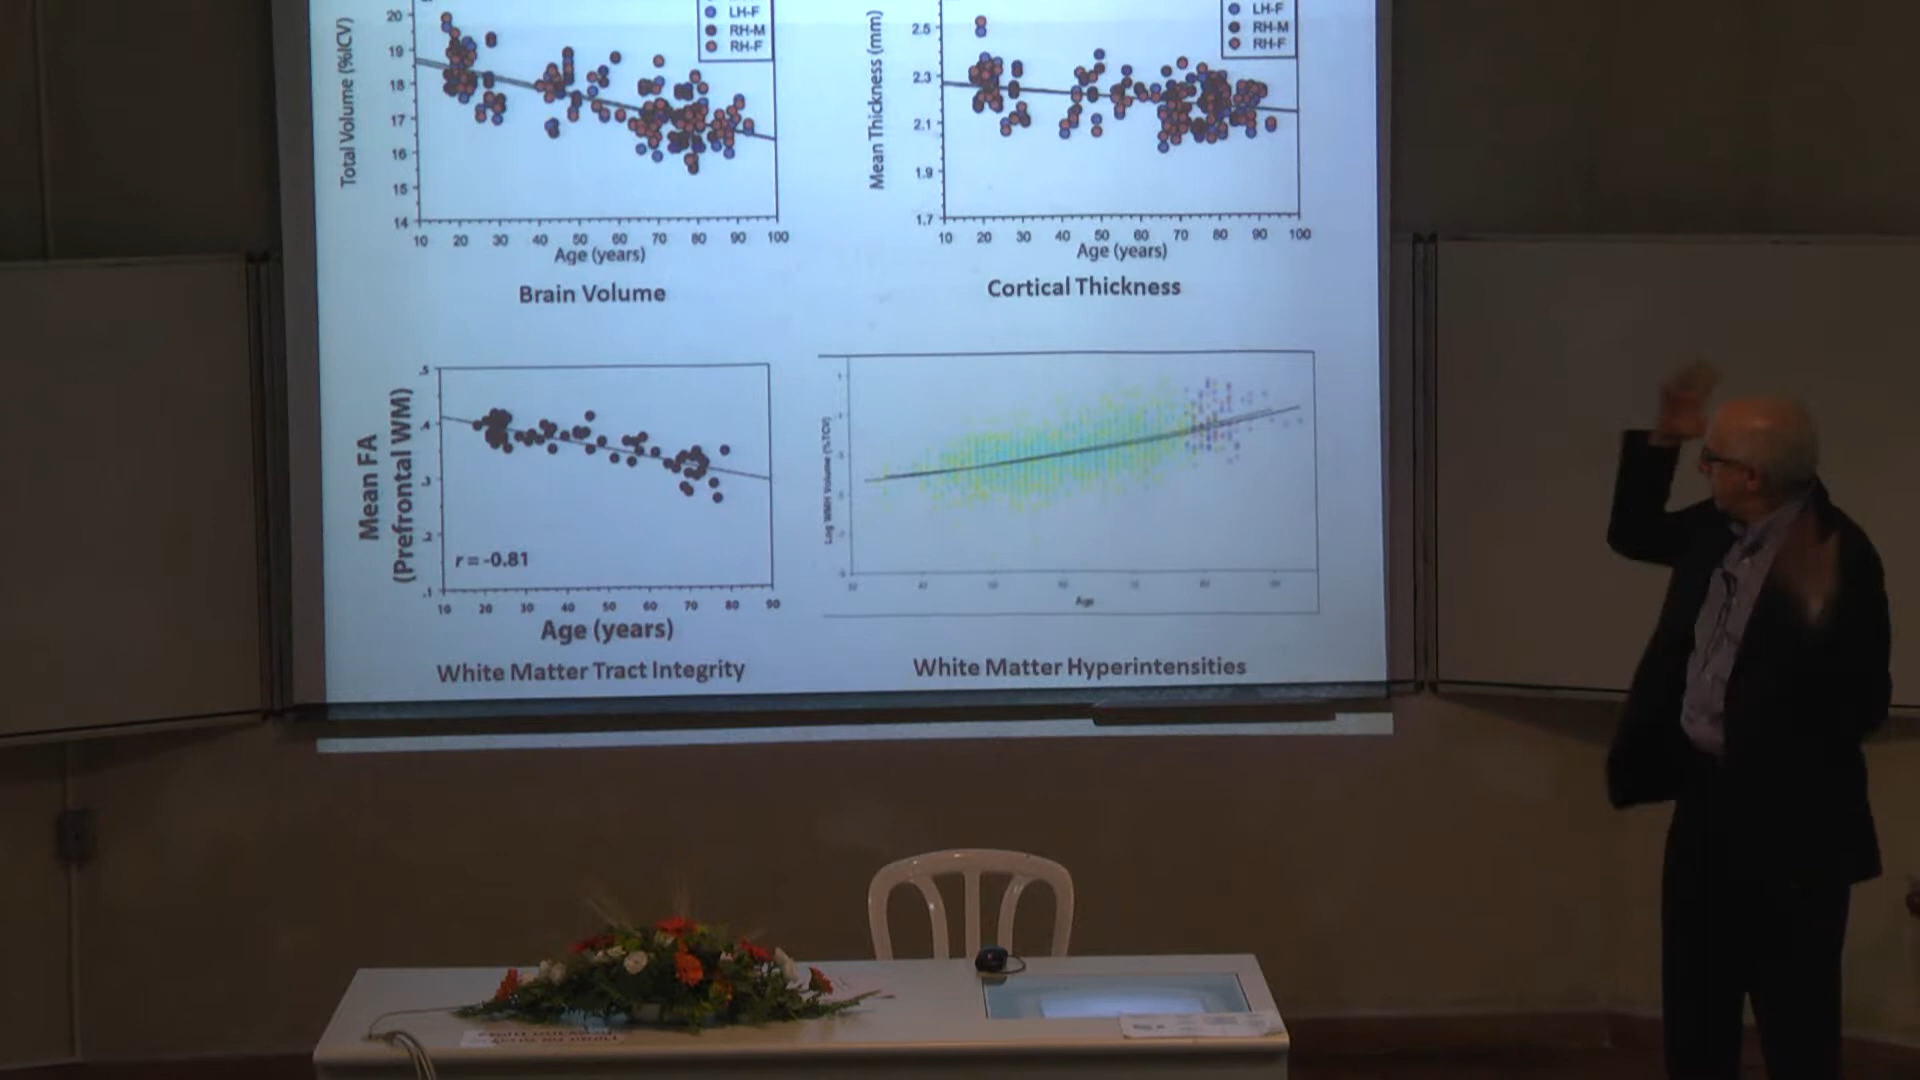 LH-F
RH-M
RH-F
20
19
18
17
16
15
14
Total Volume (%ICV)
10 20 30 40 50 60 70 80 90 100
Age (years)
Brain Volume
LH-F
RH-M
RH-F
2.5
2.3
2.1
1.9
1.7
Mean Thickness (mm)
10 20 30 40 50 60 70 80 90 100
Age (years)
Cortical Thickness
.5
.4
.3
.2
.1
Mean FA
(Prefrontal WM)
r = -0.81
10 20 30 40 50 60 70 80 90
Age (years)
White Matter Tract Integrity
Log WMH Volume (%TCV)
Age
White Matter Hyperintensities